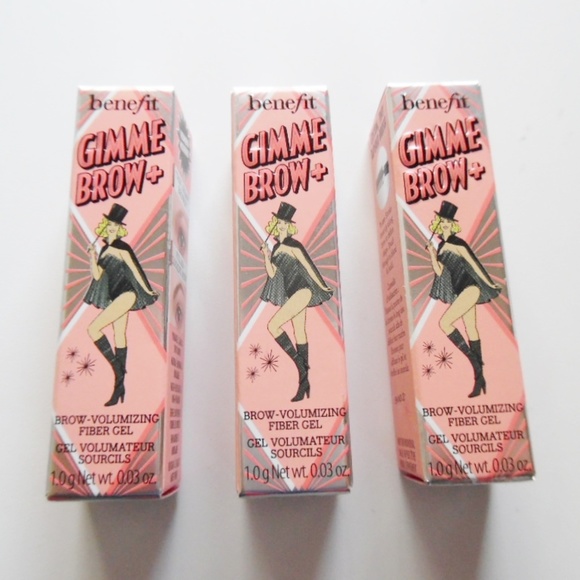 benefit
GIMME
BROW+
BROW-VOLUMIZING
FIBER GEL
GEL VOLUMATEUR
SOURCILS
1.0 g Net wt. 0.03 oz.
benefit
GIMME
BROW+
BROW-VOLUMIZING
FIBER GEL
GEL VOLUMATEUR
SOURCILS
1.0 g Net wt. 0.03 oz.
benefit
GIMME
BROW+
BROW-VOLUMIZING
FIBER GEL
GEL VOLUMATEUR
SOURCILS
1.0 g Net wt. 0.03 oz.